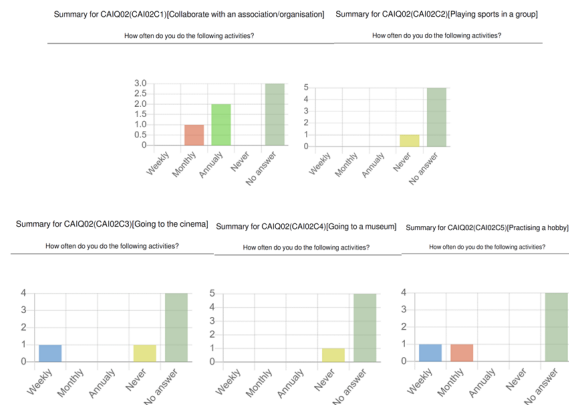 Summary for CAIQ02(CAI02C1)[Collaborate with an association/organisation]
How often do you do the following activities?
3.0
2.5
2.0
1.5
1.0
0.5
0
Weekly
Monthly
Annualy
Never
No answer
Summary for CAIQ02(CAI02C2)[Playing sports in a group]
How often do you do the following activities?
5
4
3
2
1
0
Weekly
Monthly
Annualy
Never
No answer
Summary for CAIQ02(CAI02C3)[Going to the cinema]
How often do you do the following activities?
4
3
2
1
0
Weekly
Monthly
Annualy
Never
No answer
Summary for CAIQ02(CAI02C4)[Going to a museum]
How often do you do the following activities?
5
4
3
2
1
0
Weekly
Monthly
Annualy
Never
No answer
Summary for CAIQ02(CAI02C5)[Practising a hobby]
How often do you do the following activities?
4
3
2
1
0
Weekly
Monthly
Annualy
Never
No answer